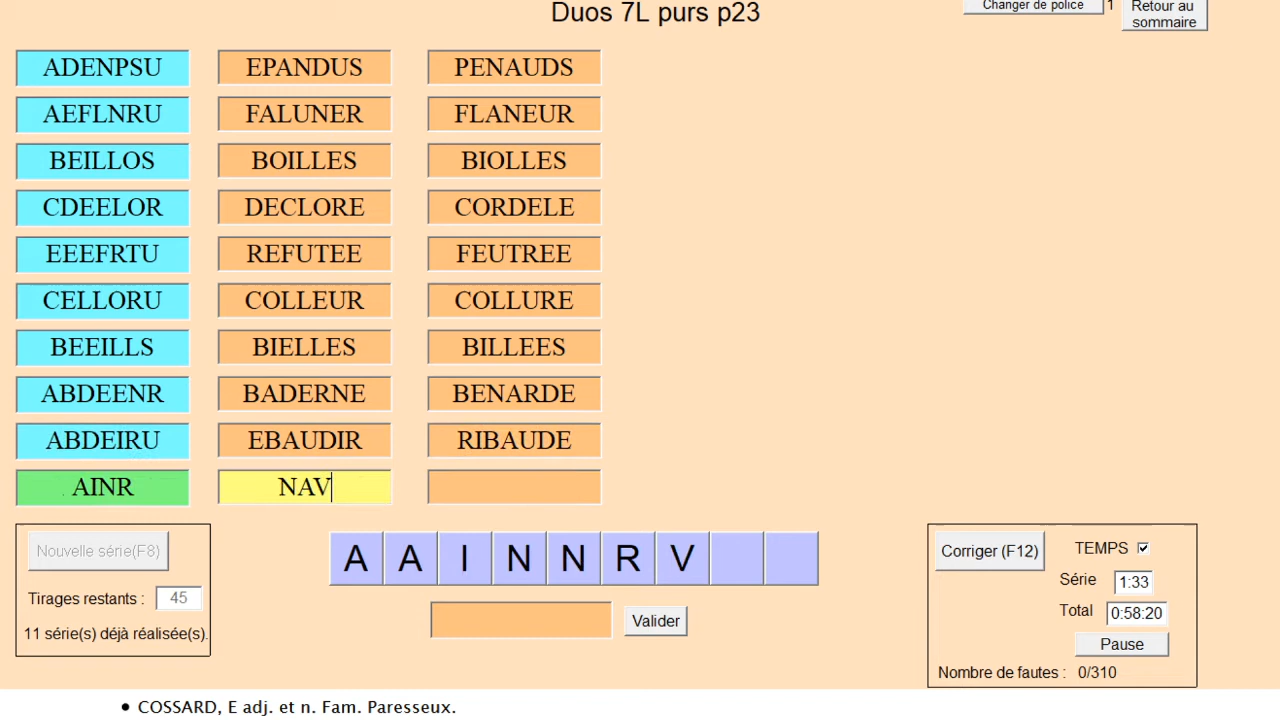 Duos 7L purs p23
Changer de police 1 Retour au sommaire
ADENPSU EPANDUS PENAUDS
AEFLNRU FALUNER FLANEUR
BEILLOS BOILLES BIOLLES
CDEELOR DECLORE CORDELE
EEEFRTU REFUTEE FEUTREE
CELLORU COLLEUR COLLURE
BEEILLS BIELLES BILLEES
ABDEENR BADERNE BENARDE
ABDEIRU EBAUDIR RIBAUDE
AINR NAV
Nouvelle série(F8)
Tirages restants : 45
11 série(s) déjà réalisée(s).
A A I N N R V
Valider
Corriger (F12) TEMPS
Série 1:33
Total 0:58:20
Pause
Nombre de fautes : 0/310
• COSSARD, E adj. et n. Fam. Paresseux.